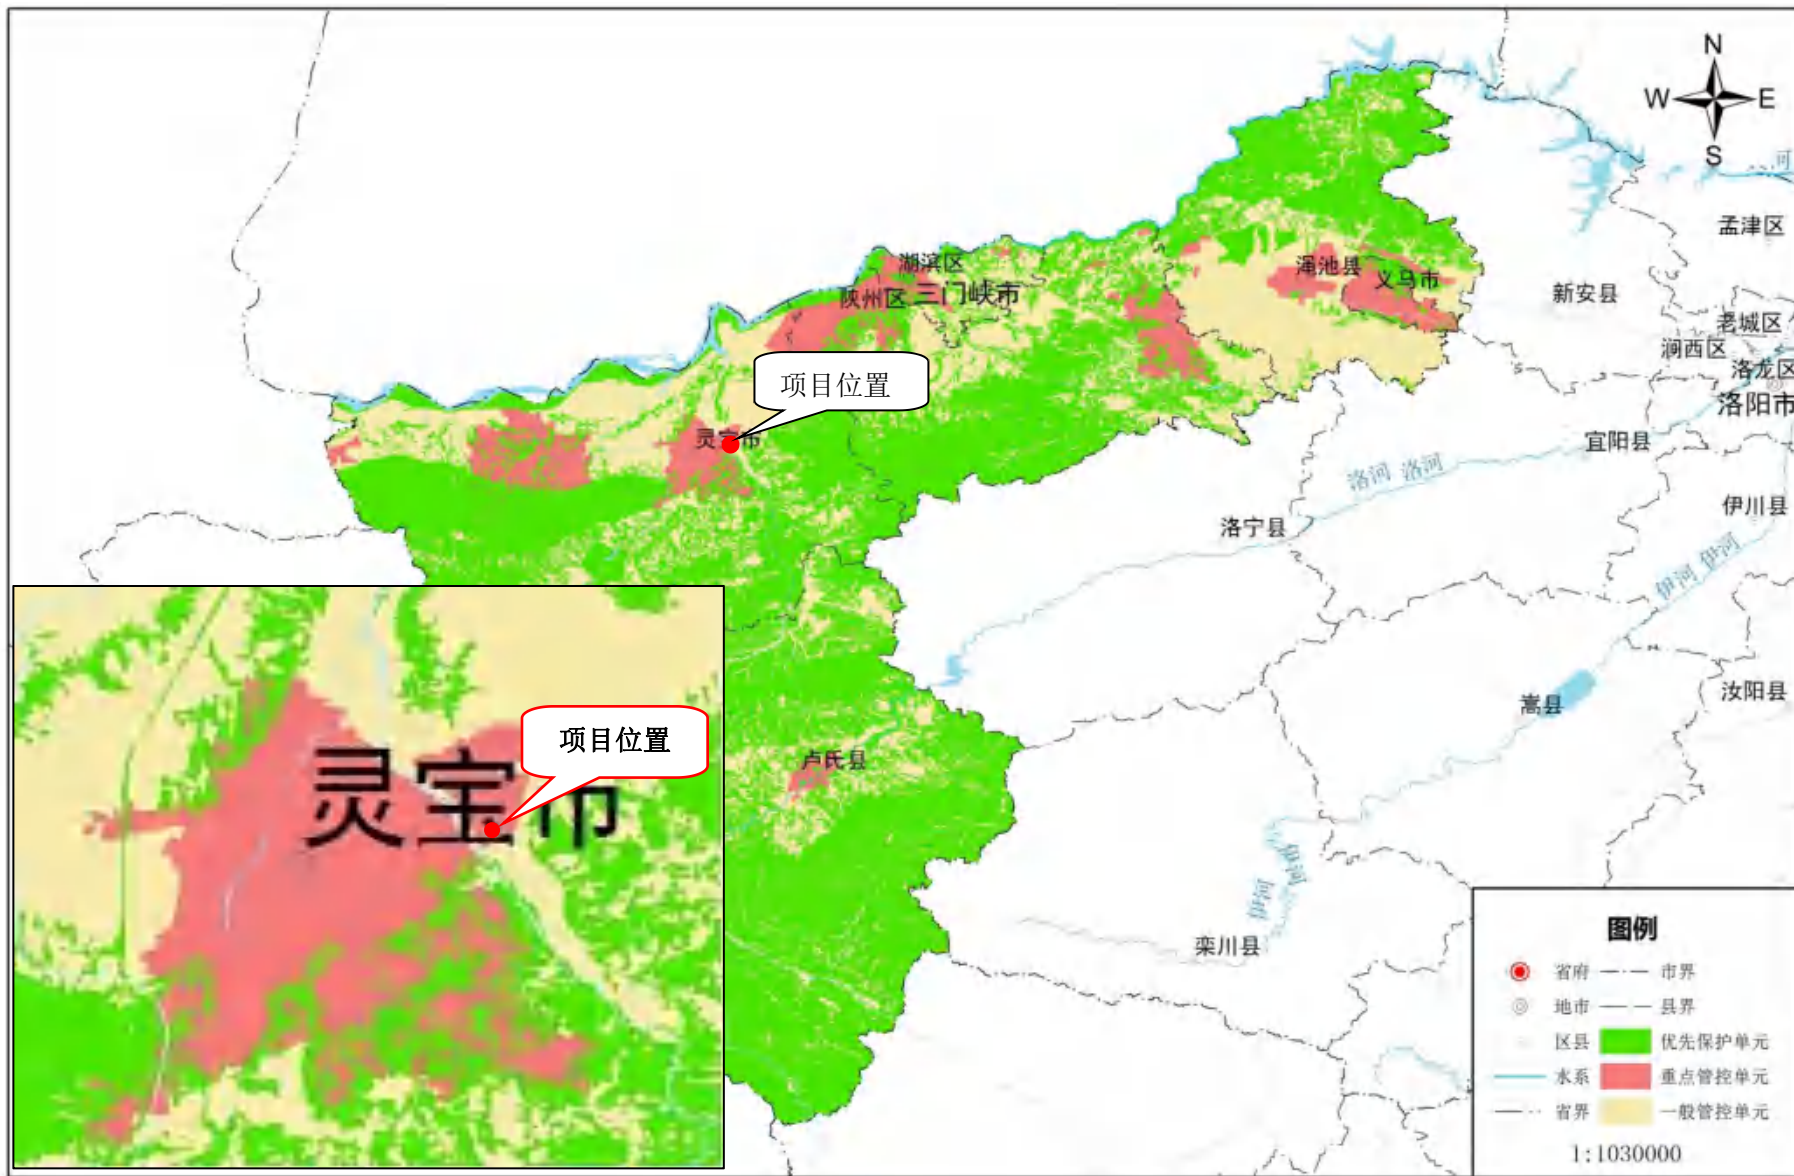 N
W
E
S
河
孟津区
湖滨区
渑池县
义马市
陕州区
三门峡市
新安县
老城区
涧西区
洛龙区
项目位置
洛阳市
灵宝市
宜阳县
洛河 洛河
伊川县
洛宁县
伊河 伊河
汝阳县
嵩县
项目位置
灵宝市
卢氏县
伊河
伊河
栾川县
图例
省府 市界
地市 县界
区县 优先保护单元
水系 重点管控单元
省界 一般管控单元
1:1030000